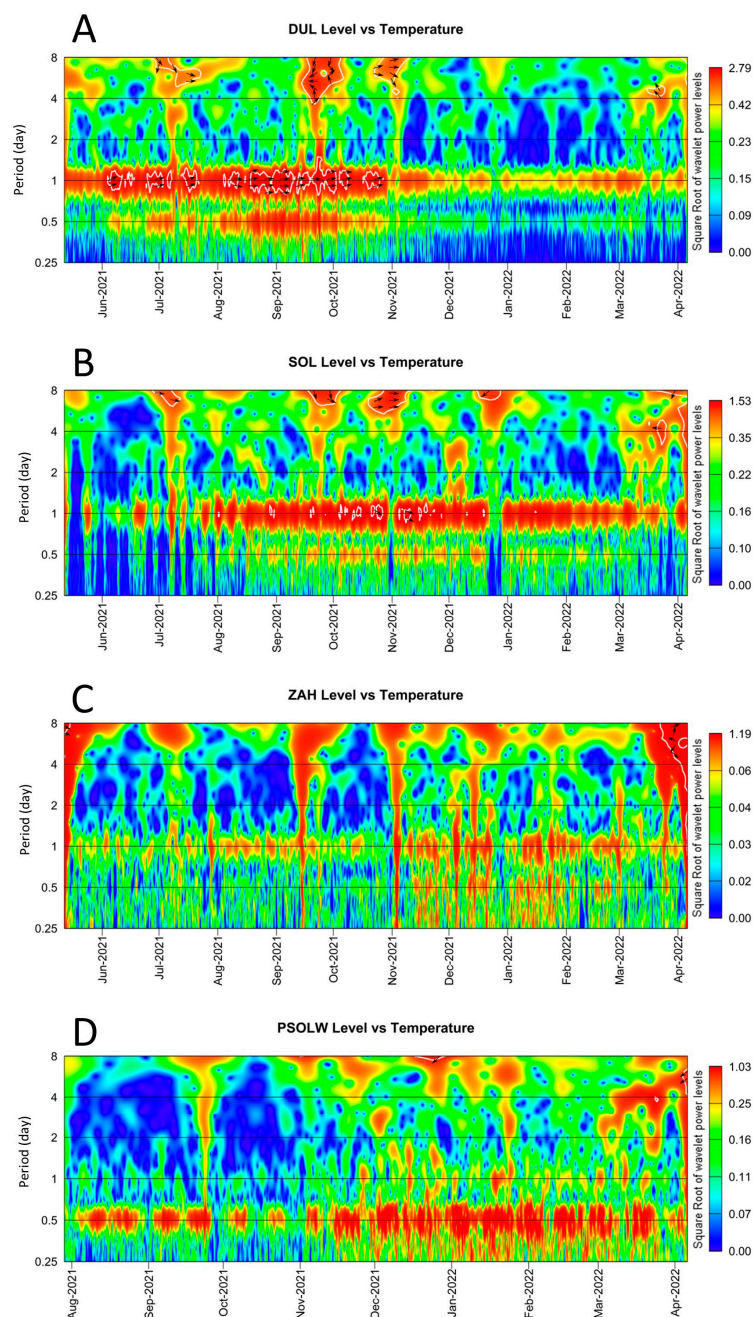 A
DUL Level vs Temperature
Period (day)
8
4
2
1
0.5
0.25
Jun-2021
Jul-2021
Aug-2021
Sep-2021
Oct-2021
Nov-2021
Dec-2021
Jan-2022
Feb-2022
Mar-2022
Apr-2022
2.79
0.42
0.23
0.15
0.09
0.00
Square Root of wavelet power levels
B
SOL Level vs Temperature
Period (day)
8
4
2
1
0.5
0.25
Jun-2021
Jul-2021
Aug-2021
Sep-2021
Oct-2021
Nov-2021
Dec-2021
Jan-2022
Feb-2022
Mar-2022
Apr-2022
1.53
0.35
0.22
0.16
0.10
0.00
Square Root of wavelet power levels
C
ZAH Level vs Temperature
Period (day)
8
4
2
1
0.5
0.25
Jun-2021
Jul-2021
Aug-2021
Sep-2021
Oct-2021
Nov-2021
Dec-2021
Jan-2022
Feb-2022
Mar-2022
Apr-2022
1.19
0.06
0.04
0.03
0.02
0.00
Square Root of wavelet power levels
D
PSOLW Level vs Temperature
Period (day)
8
4
2
1
0.5
0.25
Aug-2021
Sep-2021
Oct-2021
Nov-2021
Dec-2021
Jan-2022
Feb-2022
Mar-2022
Apr-2022
1.03
0.25
0.17
0.11
0.07
0.00
Square Root of wavelet power levels